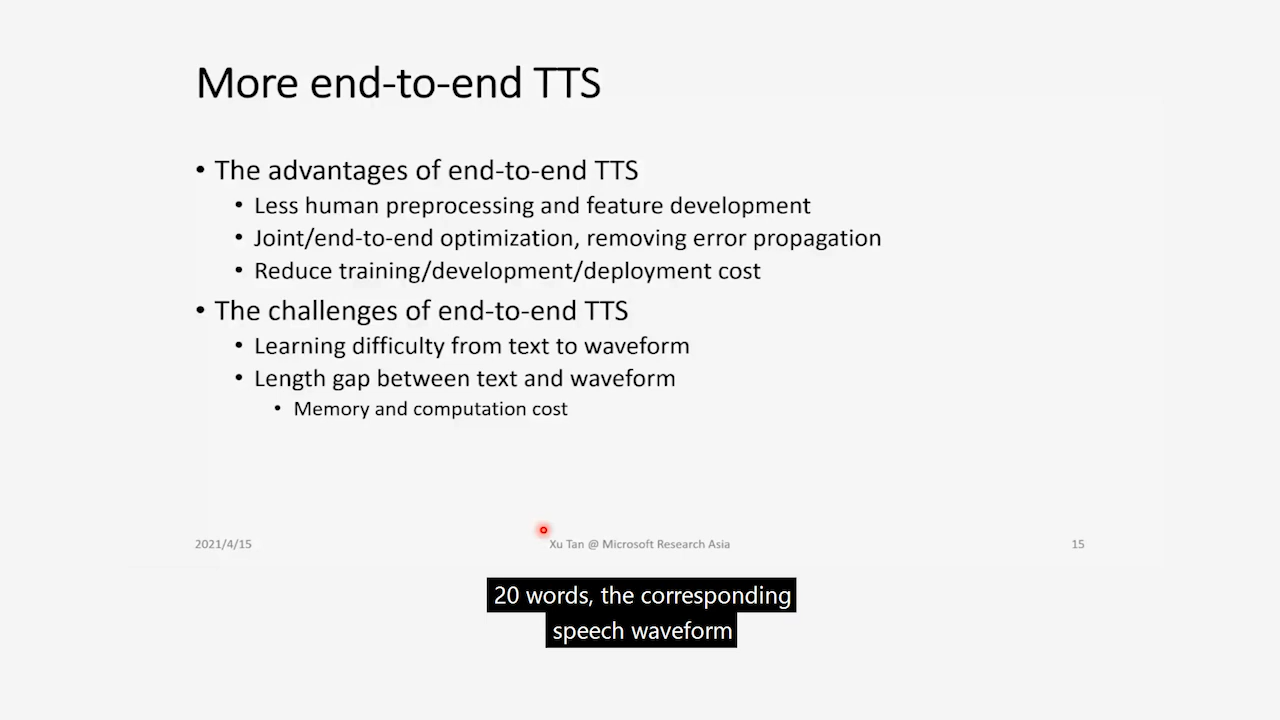 More end-to-end TTS
• The advantages of end-to-end TTS
• Less human preprocessing and feature development
• Joint/end-to-end optimization, removing error propagation
• Reduce training/development/deployment cost
• The challenges of end-to-end TTS
• Learning difficulty from text to waveform
• Length gap between text and waveform
• Memory and computation cost
2021/4/15 Xu Tan @ Microsoft Research Asia 15
20 words, the corresponding
speech waveform